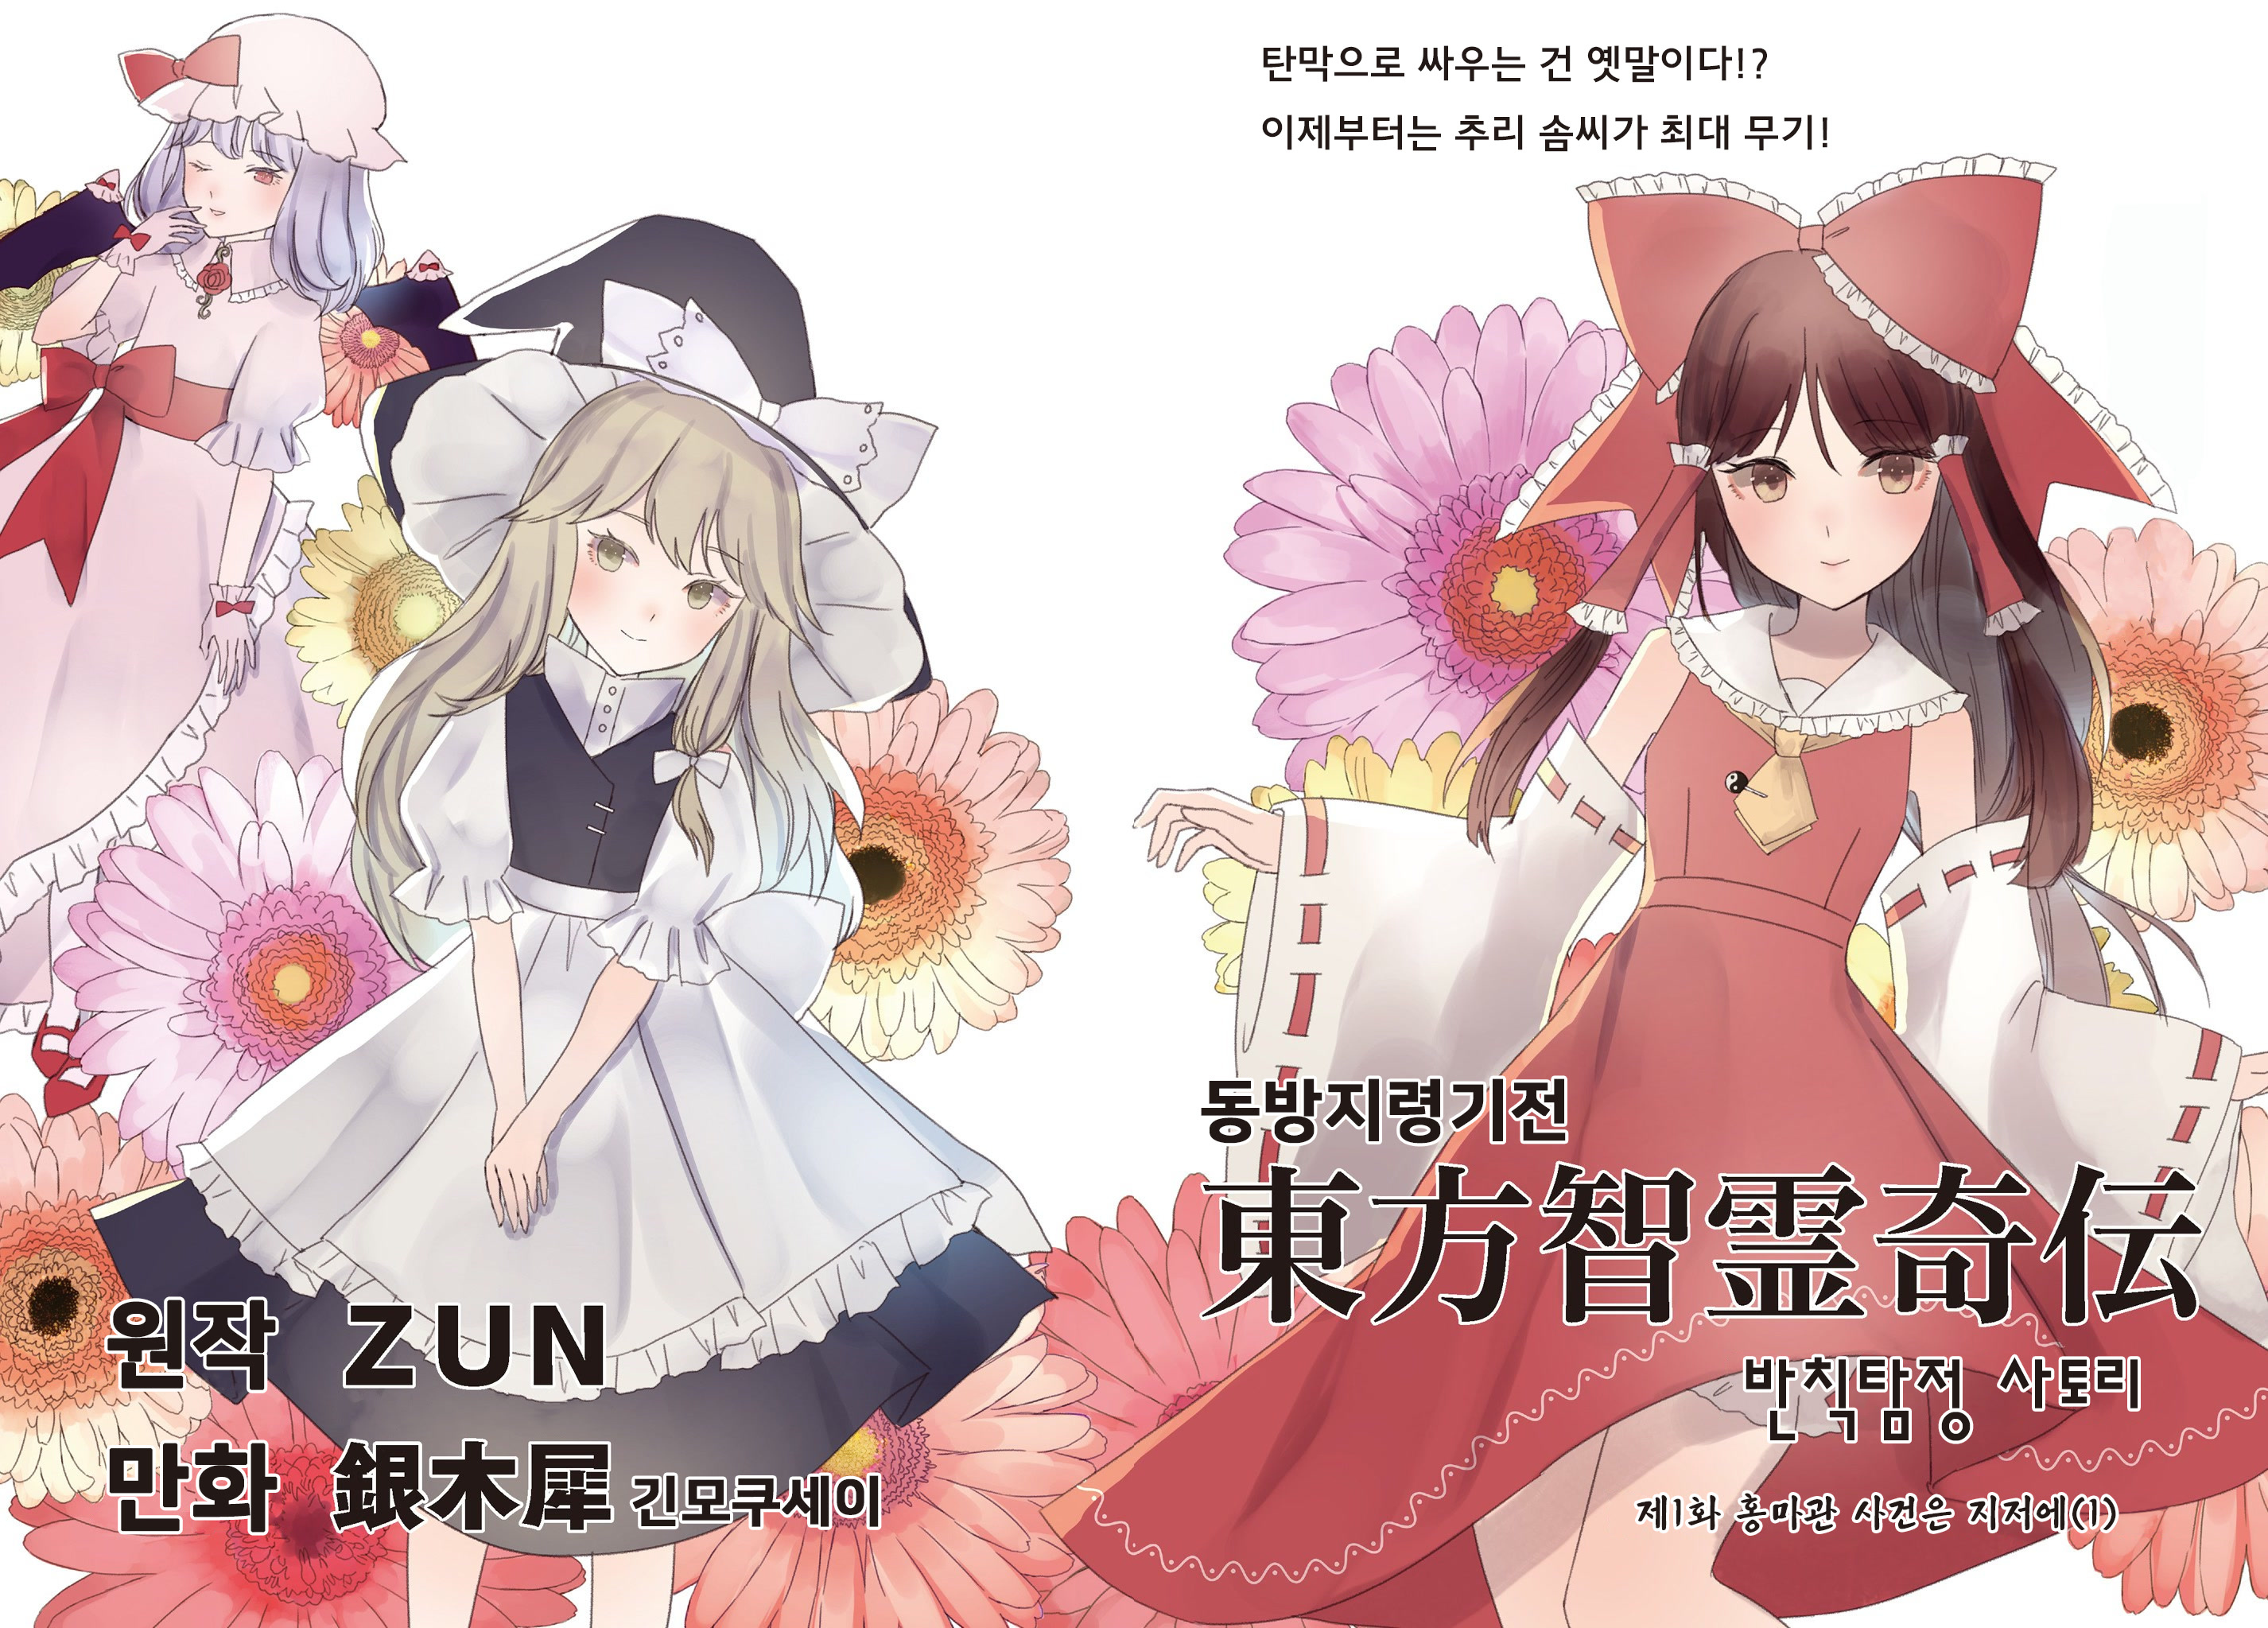 탄막으로 싸우는 건 옛말이다!?
이제부터는 추리 솜씨가 최대 무기!
동방지령기전
東方智霊奇伝
반칙탐정 사토리
제1화 홍마관 사건은 지저에(1)
원작 ZUN
만화 銀木犀 긴모쿠세이